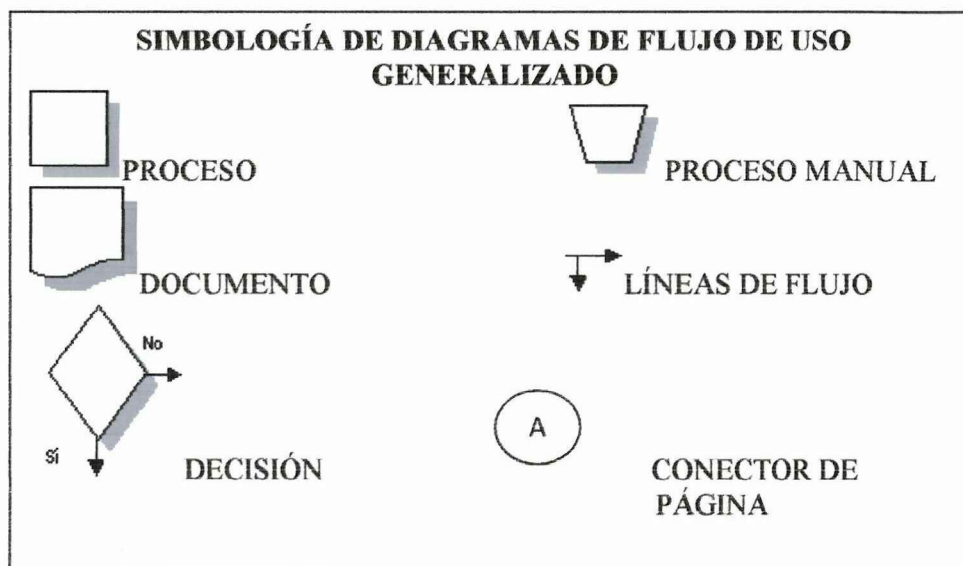 SIMBOLOGÍA DE DIAGRAMAS DE FLUJO DE USO
GENERALIZADO
PROCESO
PROCESO MANUAL
DOCUMENTO
LÍNEAS DE FLUJO
No
Sí
DECISIÓN
A
CONECTOR DE
PÁGINA